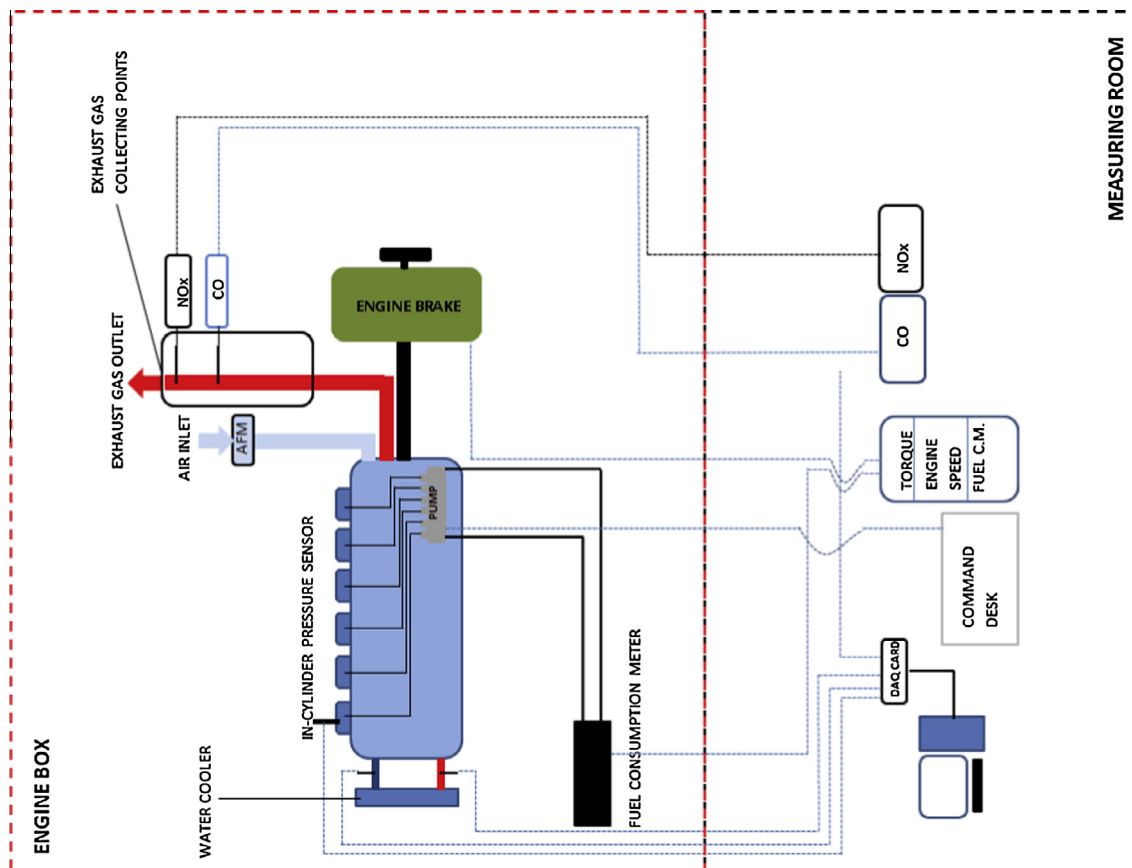 ENGINE BOX
MEASURING ROOM
EXHAUST GAS
COLLECTING POINTS
EXHAUST GAS OUTLET
NOx
CO
AIR INLET
AFM
ENGINE BRAKE
PUMP
IN-CYLINDER PRESSURE SENSOR
WATER COOLER
FUEL CONSUMPTION METER
NOx
CO
TORQUE
ENGINE
SPEED
FUEL C.M.
COMMAND
DESK
DAQ CARD